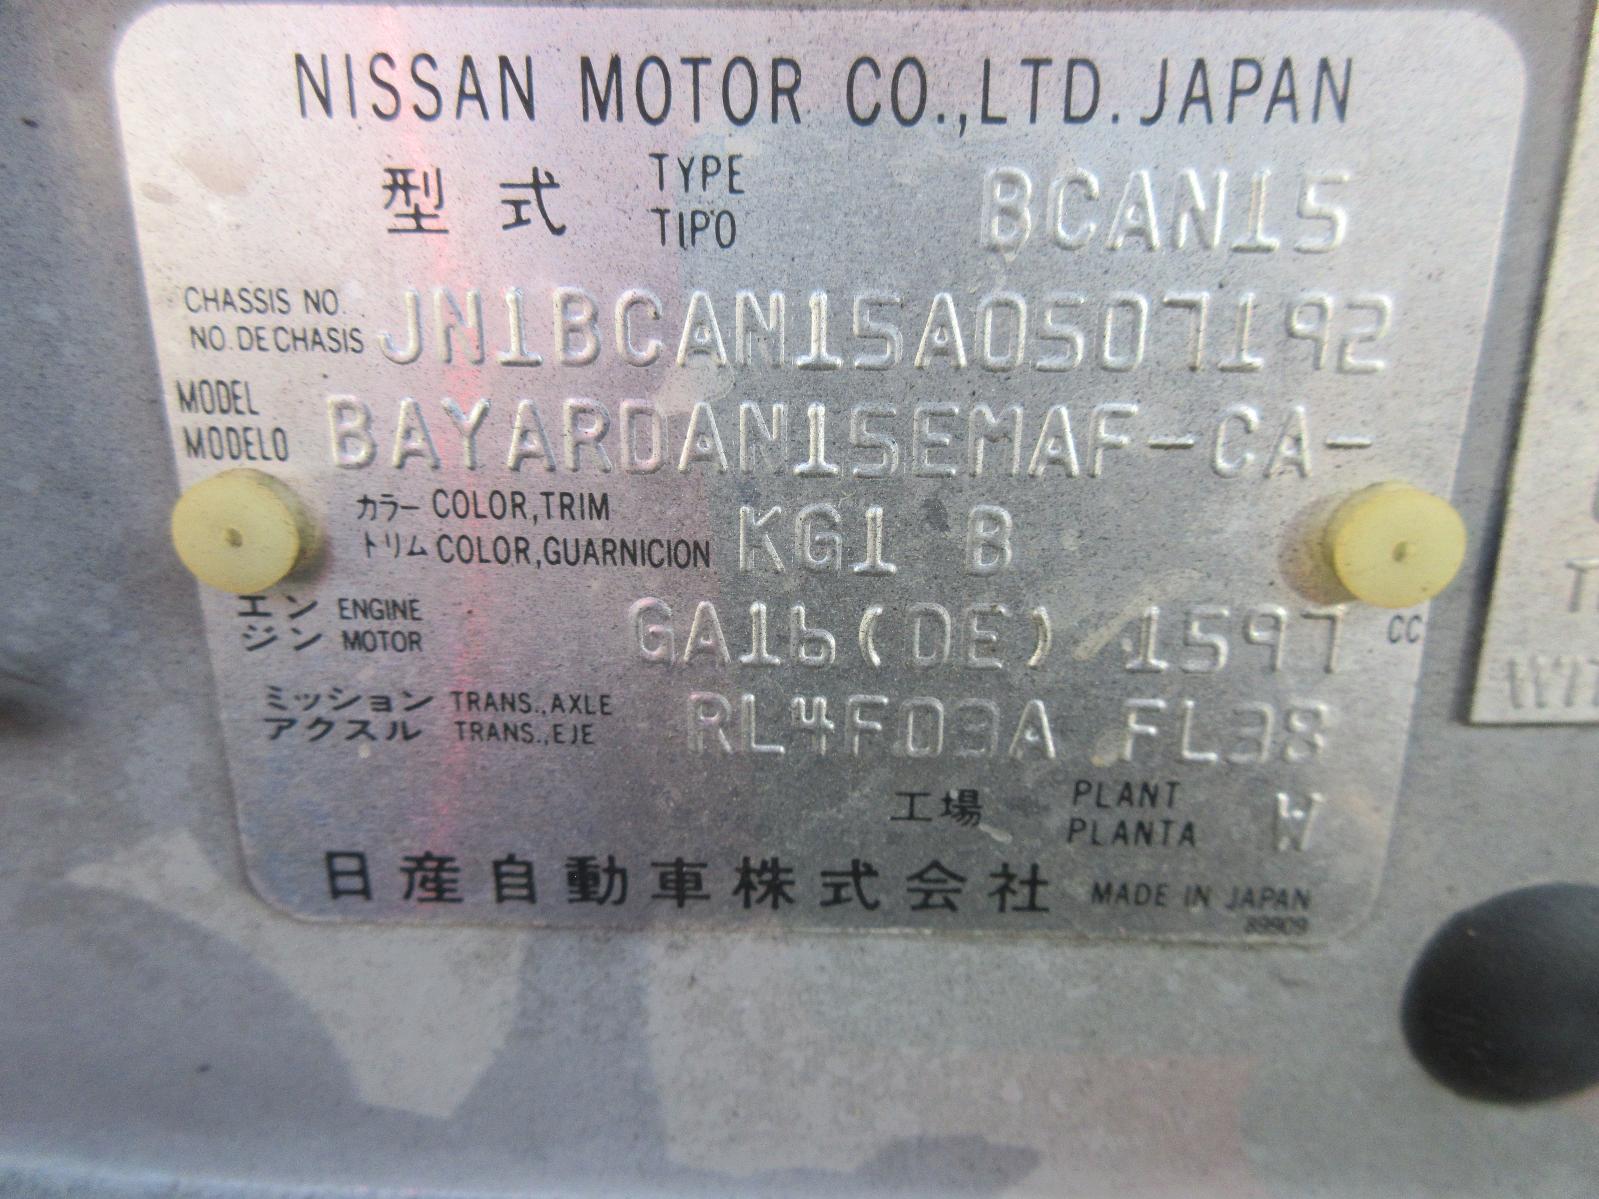 NISSAN MOTOR CO.,LTD. JAPAN
型式 TYPE BCAN15
TIPO
CHASSIS NO. JN1BCAN15A0507192
NO. DE CHASIS
MODEL BAYARDAN15EMAF-CA-
MODELO
カラー COLOR,TRIM KG1 B
トリム COLOR,GUARNICION
エン ENGINE GA16(DE) 1597 CC
ジン MOTOR
ミッション TRANS.,AXLE RL4F03A FL38
アクスル TRANS.,EJE
工場 PLANT W
PLANTA
日産自動車株式会社 MADE IN JAPAN
89909